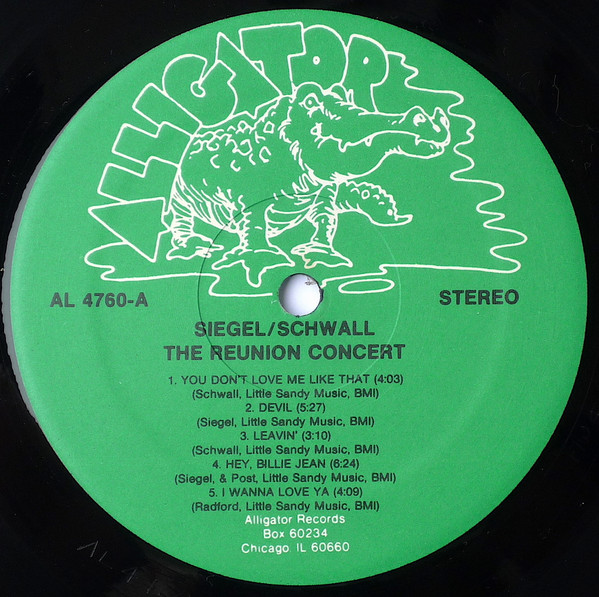 ALLIGATOR
AL 4760-A
STEREO
SIEGEL/SCHWALL
THE REUNION CONCERT
1. YOU DON'T LOVE ME LIKE THAT (4:03)
(Schwall, Little Sandy Music, BMI)
2. DEVIL (5:27)
(Siegel, Little Sandy Music, BMI)
3. LEAVIN' (3:10)
(Schwall, Little Sandy Music, BMI)
4. HEY, BILLIE JEAN (6:24)
(Siegel, & Post, Little Sandy Music, BMI)
5. I WANNA LOVE YA (4:09)
(Radford, Little Sandy Music, BMI)
Alligator Records
Box 60234
Chicago, IL 60660